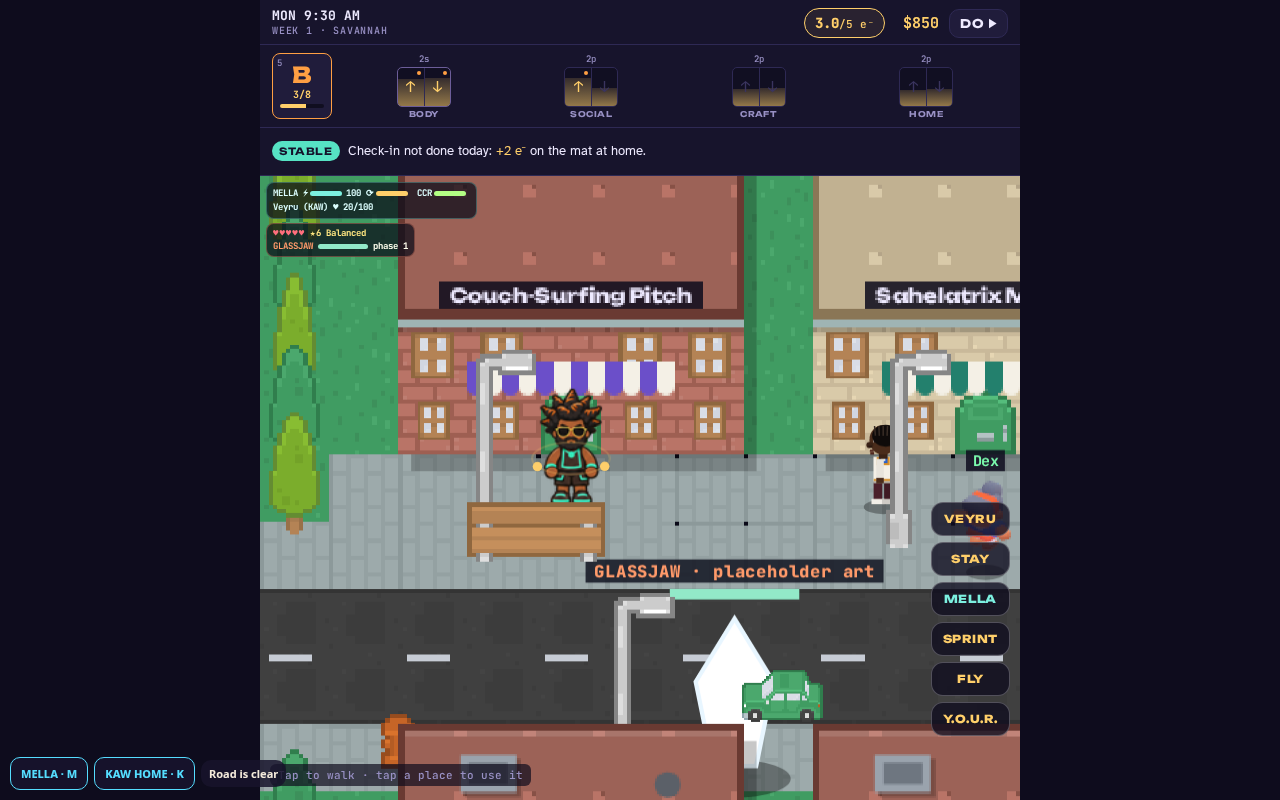 MON 9:30 AM
WEEK 1 · SAVANNAH
3.0/5 e⁻
$850
DO
5
B
3/8
2s
BODY
2p
SOCIAL
2p
CRAFT
2p
HOME
STABLE
Check-in not done today: +2 e⁻ on the mat at home.
MELLA 100 CCR
Veyru (KAW) ♥ 20/100
♥♥♥♥♥ ★6 Balanced
GLASSJAW phase 1
Couch-Surfing Pitch
Sahelatrix M
Dex
VEYRU
STAY
GLASSJAW · placeholder art
MELLA
SPRINT
FLY
Y.O.U.R.
MELLA · M
KAW HOME · K
Road is clear
ap to walk · tap a place to use it